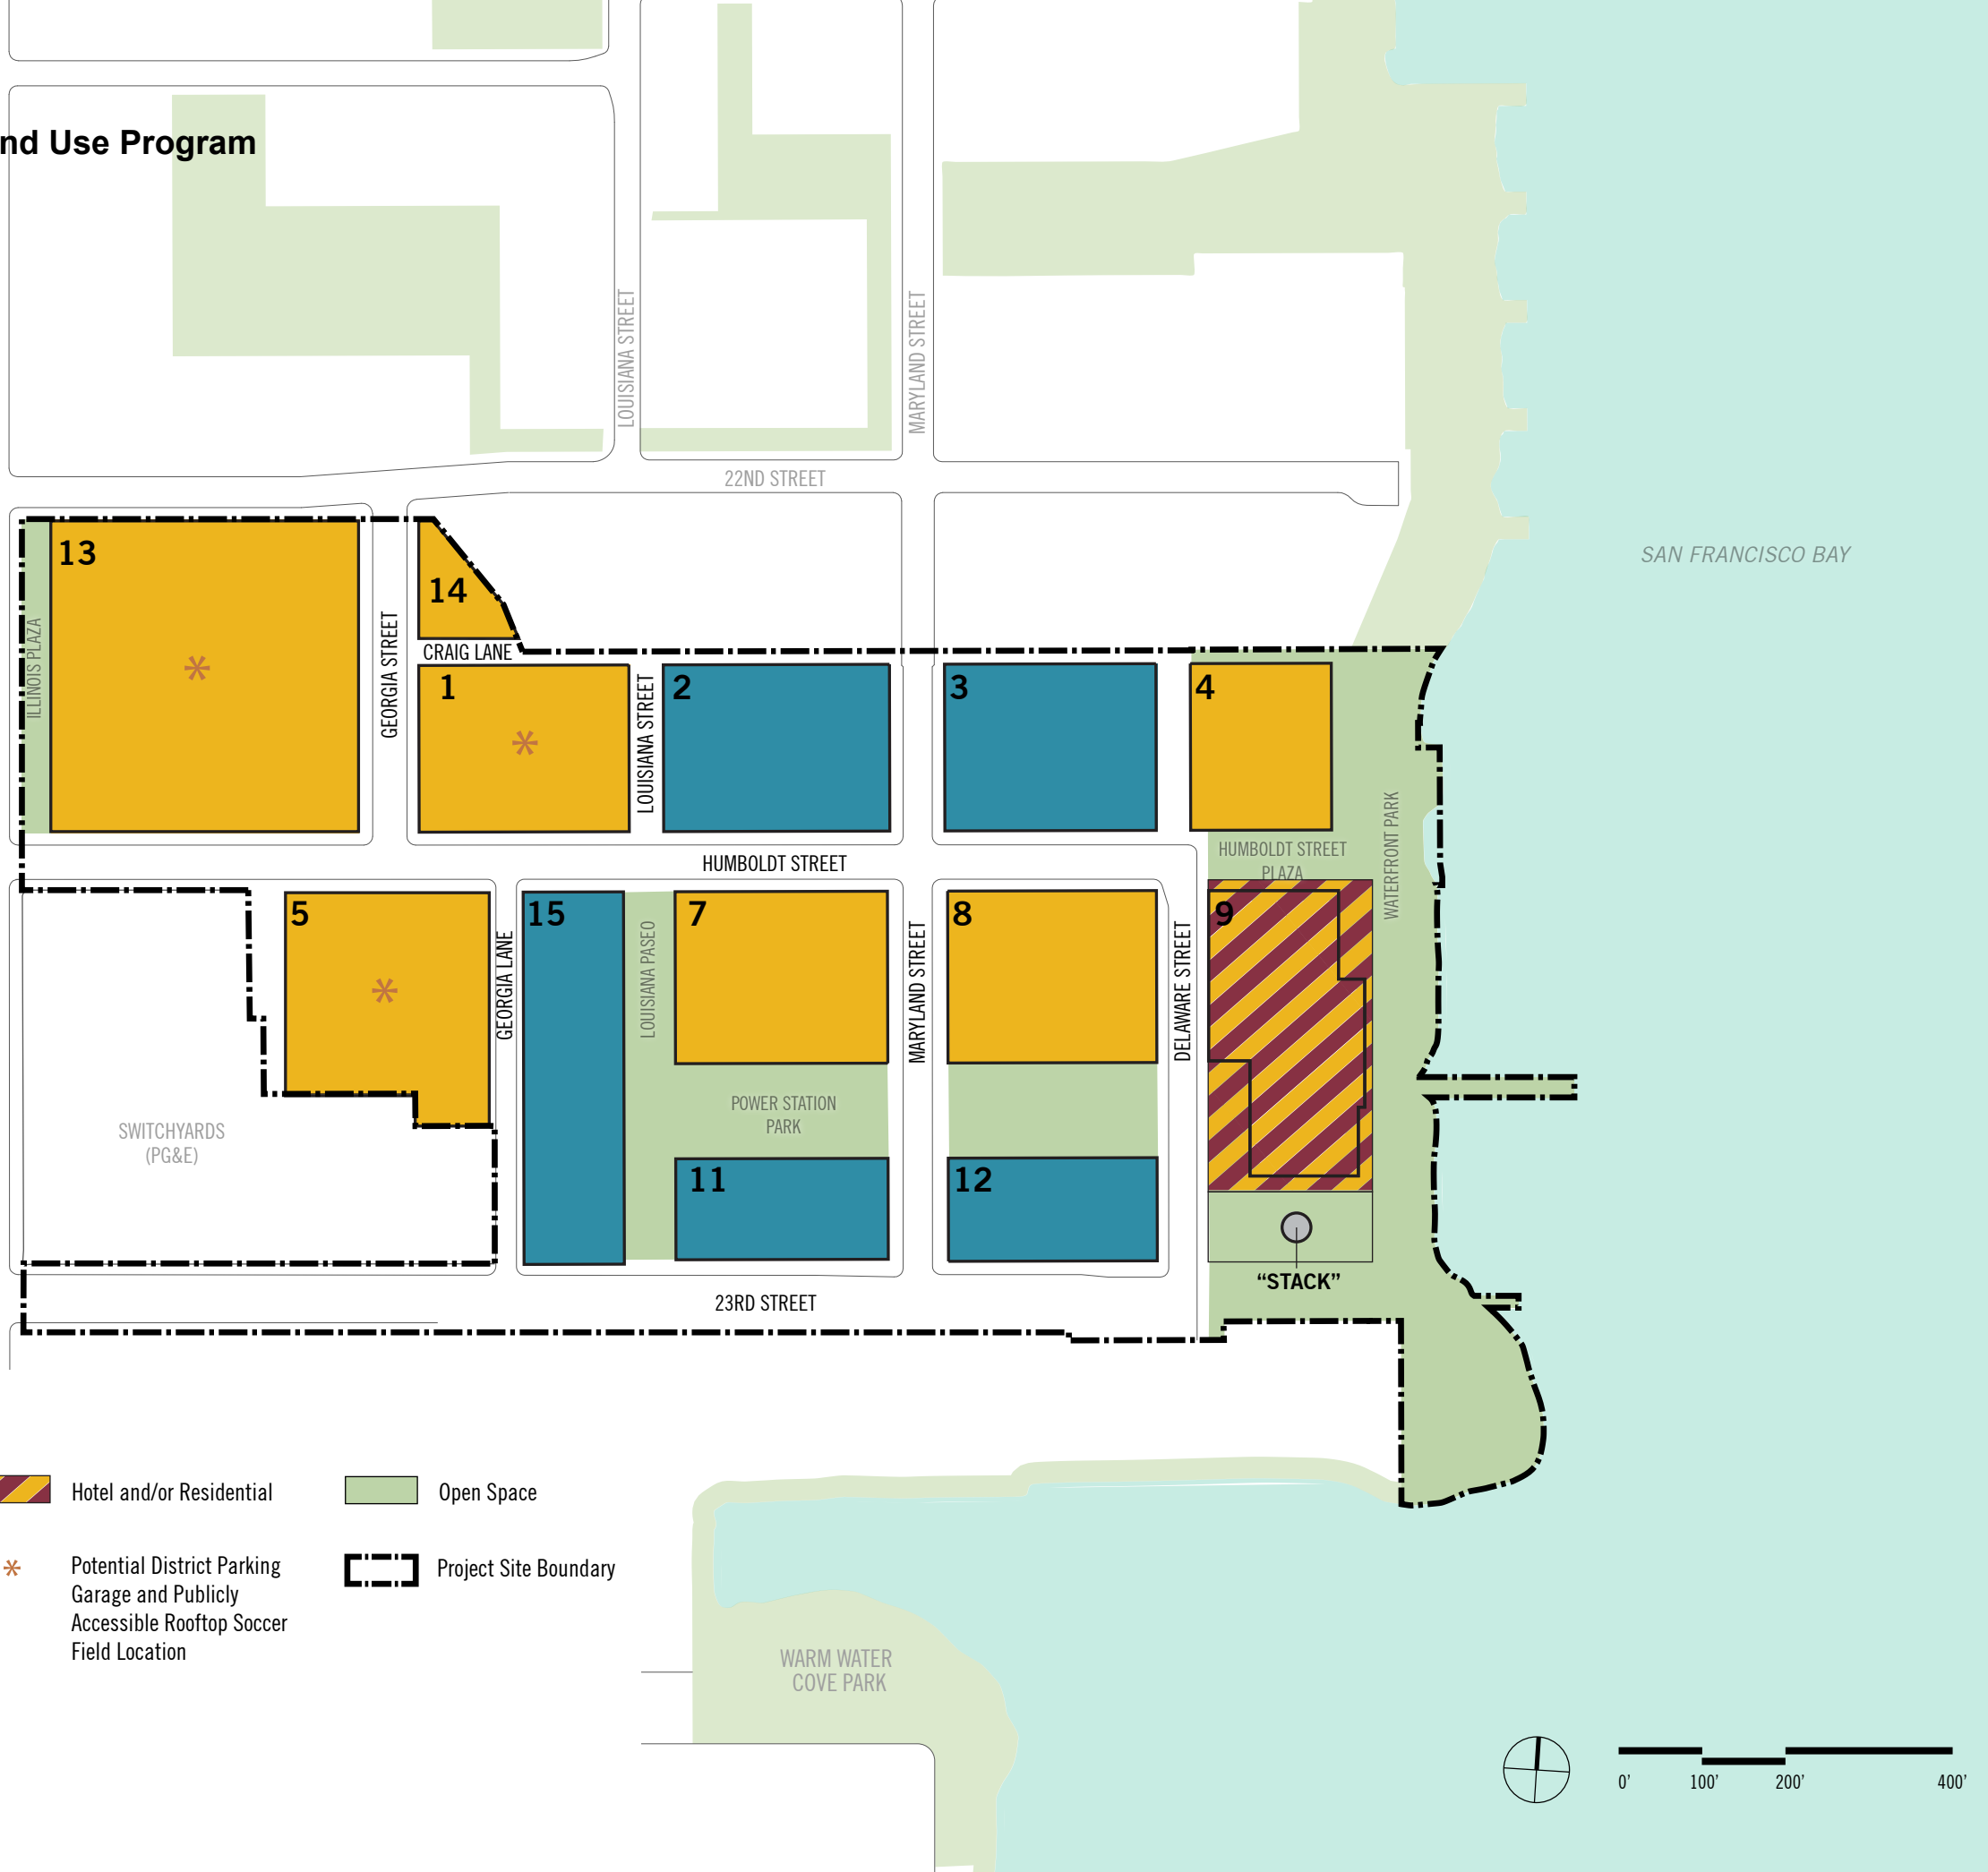 nd Use Program
LOUISIANA STREET
MARYLAND STREET
22ND STREET
SAN FRANCISCO BAY
13
14
ILLINOIS PLAZA
*
GEORGIA STREET
CRAIG LANE
1
*
LOUISIANA STREET
2
3
4
HUMBOLDT STREET
HUMBOLDT STREET
PLAZA
WATERFRONT PARK
5
*
GEORGIA LANE
15
LOUISIANA PASEO
7
MARYLAND STREET
8
DELAWARE STREET
9
SWITCHYARDS
(PG&E)
POWER STATION
PARK
11
12
“STACK”
23RD STREET
Hotel and/or Residential
Open Space
* Potential District Parking
Garage and Publicly
Accessible Rooftop Soccer
Field Location
Project Site Boundary
WARM WATER
COVE PARK
0' 100' 200' 400'